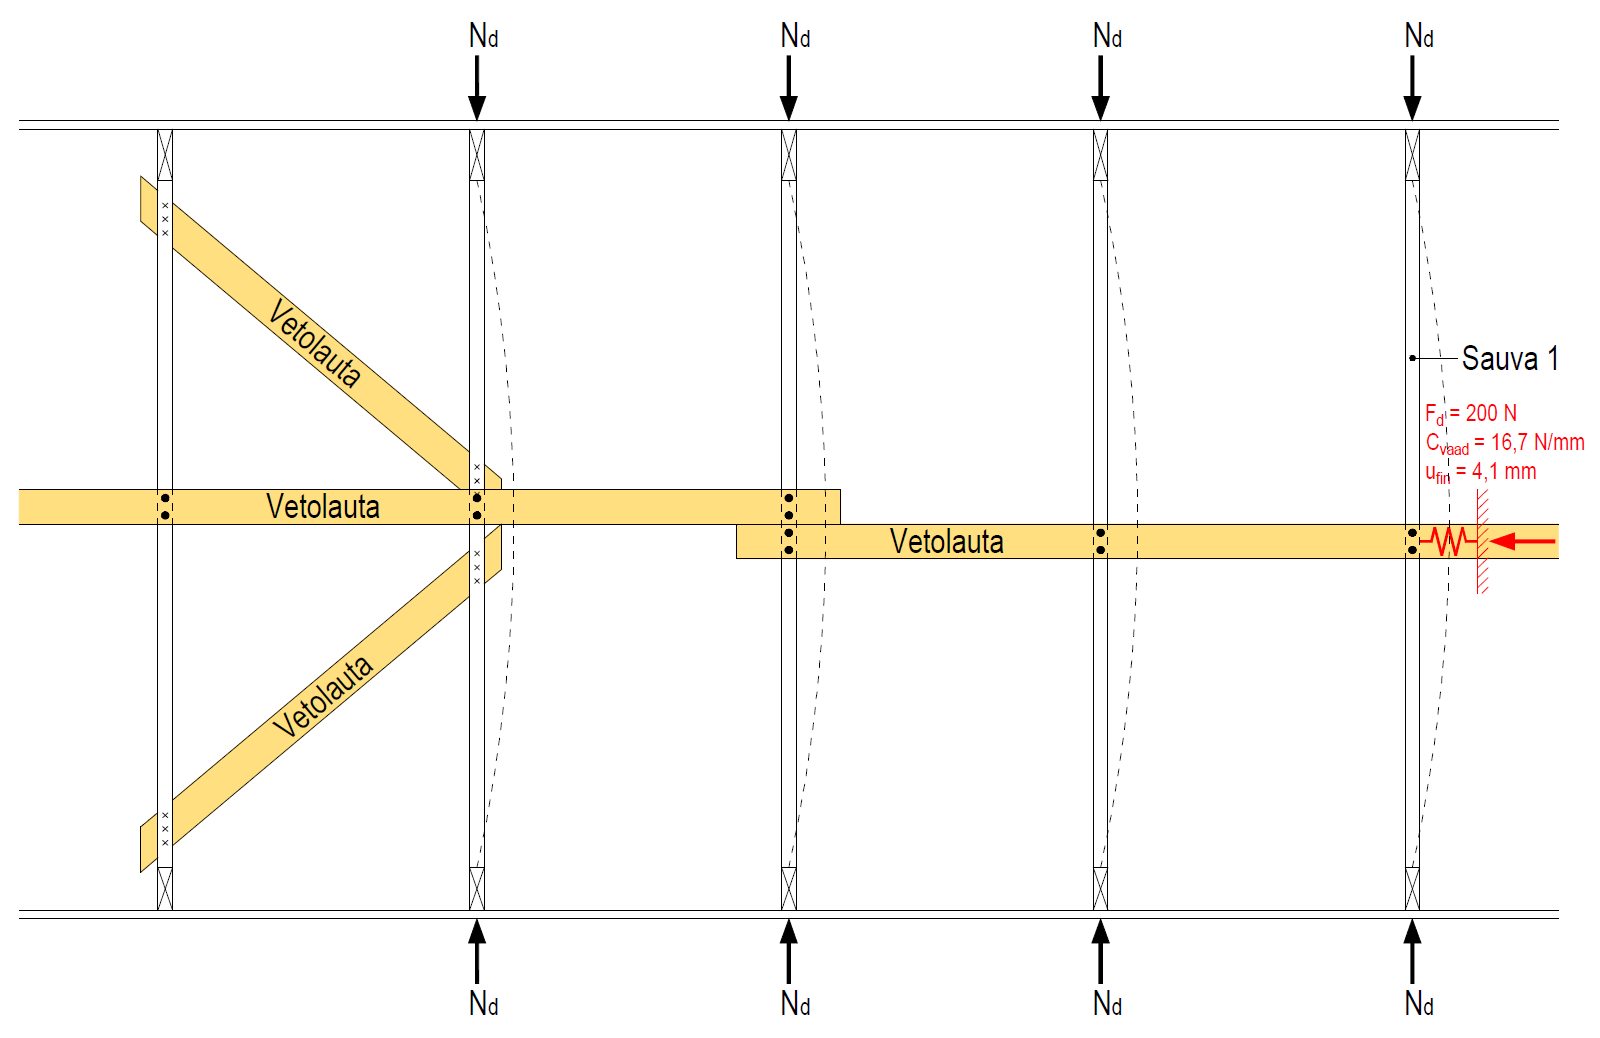 Nd Nd Nd Nd
Vetolauta
Sauva 1
Fd = 200 N
Cvaad = 16,7 N/mm
ufin = 4,1 mm
Vetolauta
Vetolauta
Vetolauta
Nd Nd Nd Nd